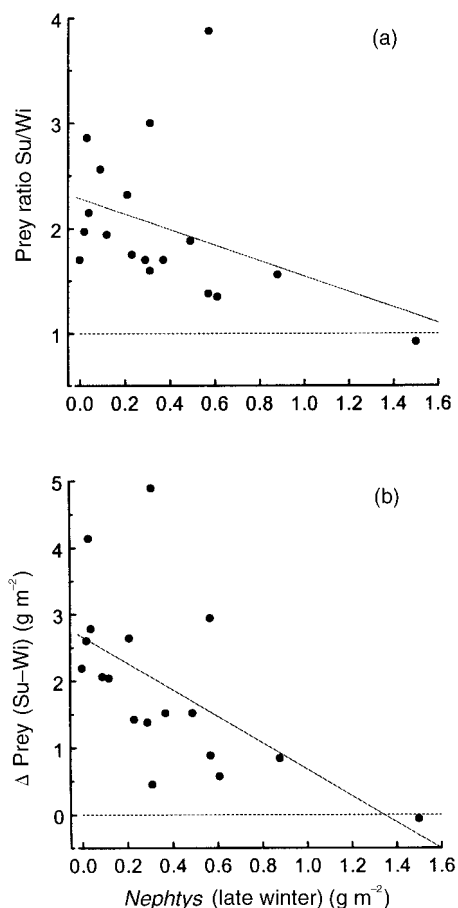 (a)
Prey ratio Su/Wi
4
3
2
1
0.0 0.2 0.4 0.6 0.8 1.0 1.2 1.4 1.6
(b)
Δ Prey (Su–Wi) (g m⁻²)
5
4
3
2
1
0
0.0 0.2 0.4 0.6 0.8 1.0 1.2 1.4 1.6
Nephtys (late winter) (g m⁻²)